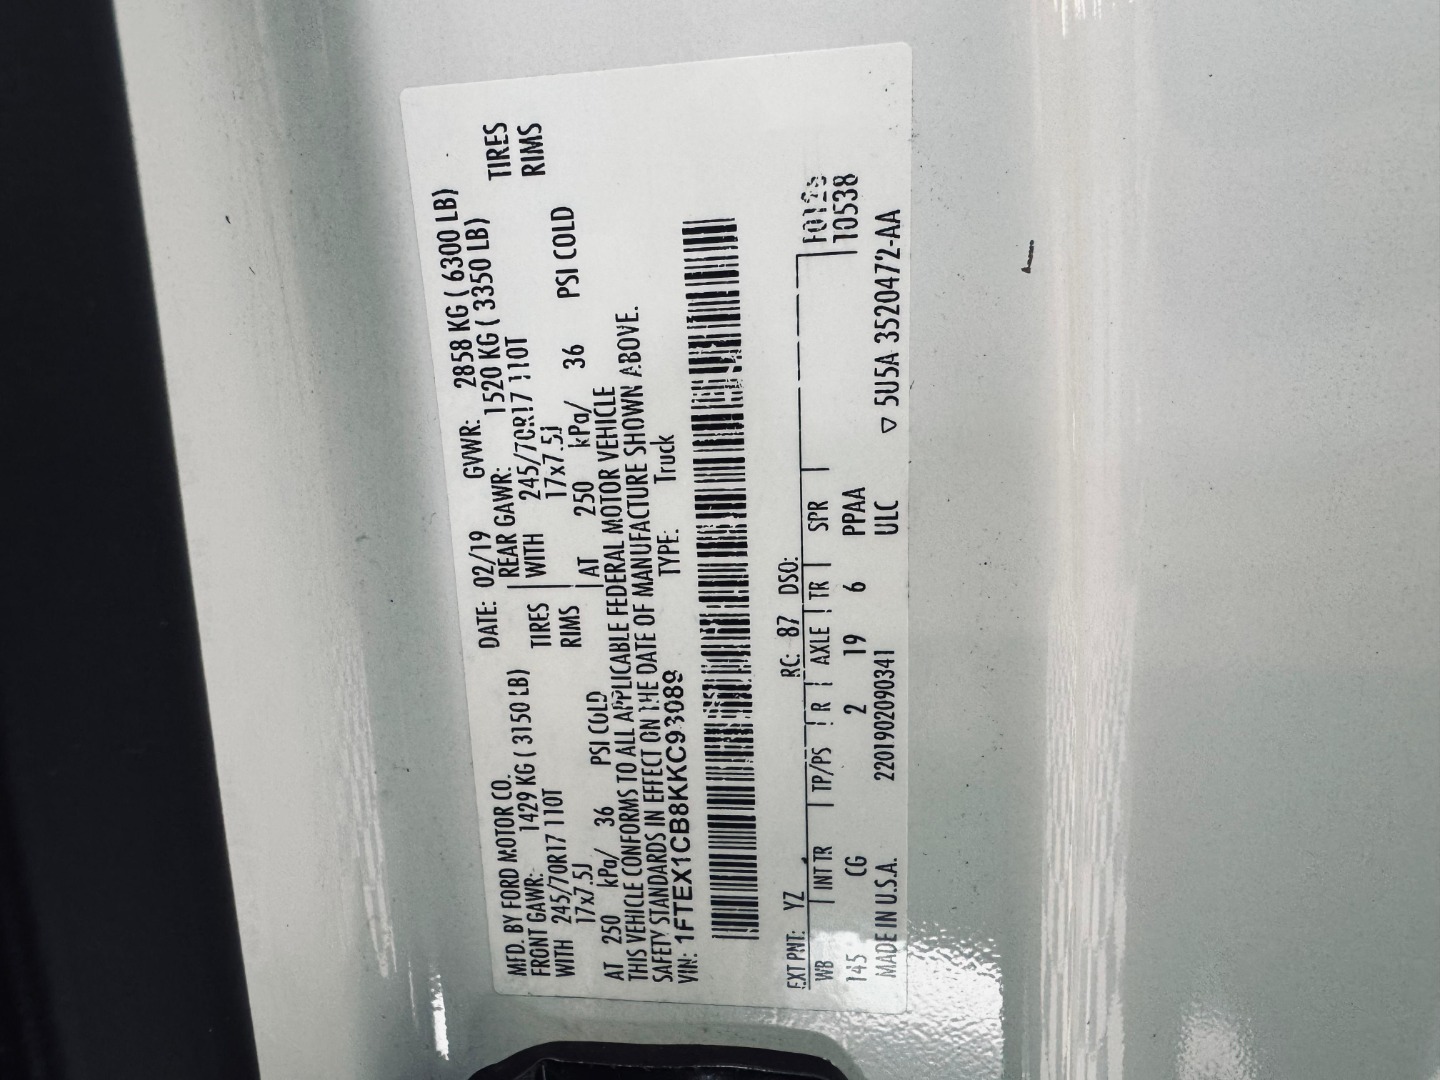 MFD. BY FORD MOTOR CO.
DATE: 02/19 GVWR: 2858 KG ( 6300 LB)
FRONT GAWR: 1429 KG ( 3150 LB) REAR GAWR: 1520 KG ( 3350 LB)
WITH 245/70R17 110T TIRES WITH 245/70R17 110T TIRES
17x7.5J RIMS 17x7.5J RIMS
AT 250 kPa/ 36 PSI COLD AT 250 kPa/ 36 PSI COLD
THIS VEHICLE CONFORMS TO ALL APPLICABLE FEDERAL MOTOR VEHICLE
SAFETY STANDARDS IN EFFECT ON THE DATE OF MANUFACTURE SHOWN ABOVE.
VIN: 1FTEX1CB8KKC93089 TYPE: Truck
EXT PNT: YZ RC: 87 DSO:
WB INT TR TP/PS R AXLE TR SPR
145 CG 2 19 6 PPAA 10538
MADE IN U.S.A. 220190209034​1 ULC ▽ 5U5A 3520472-AA